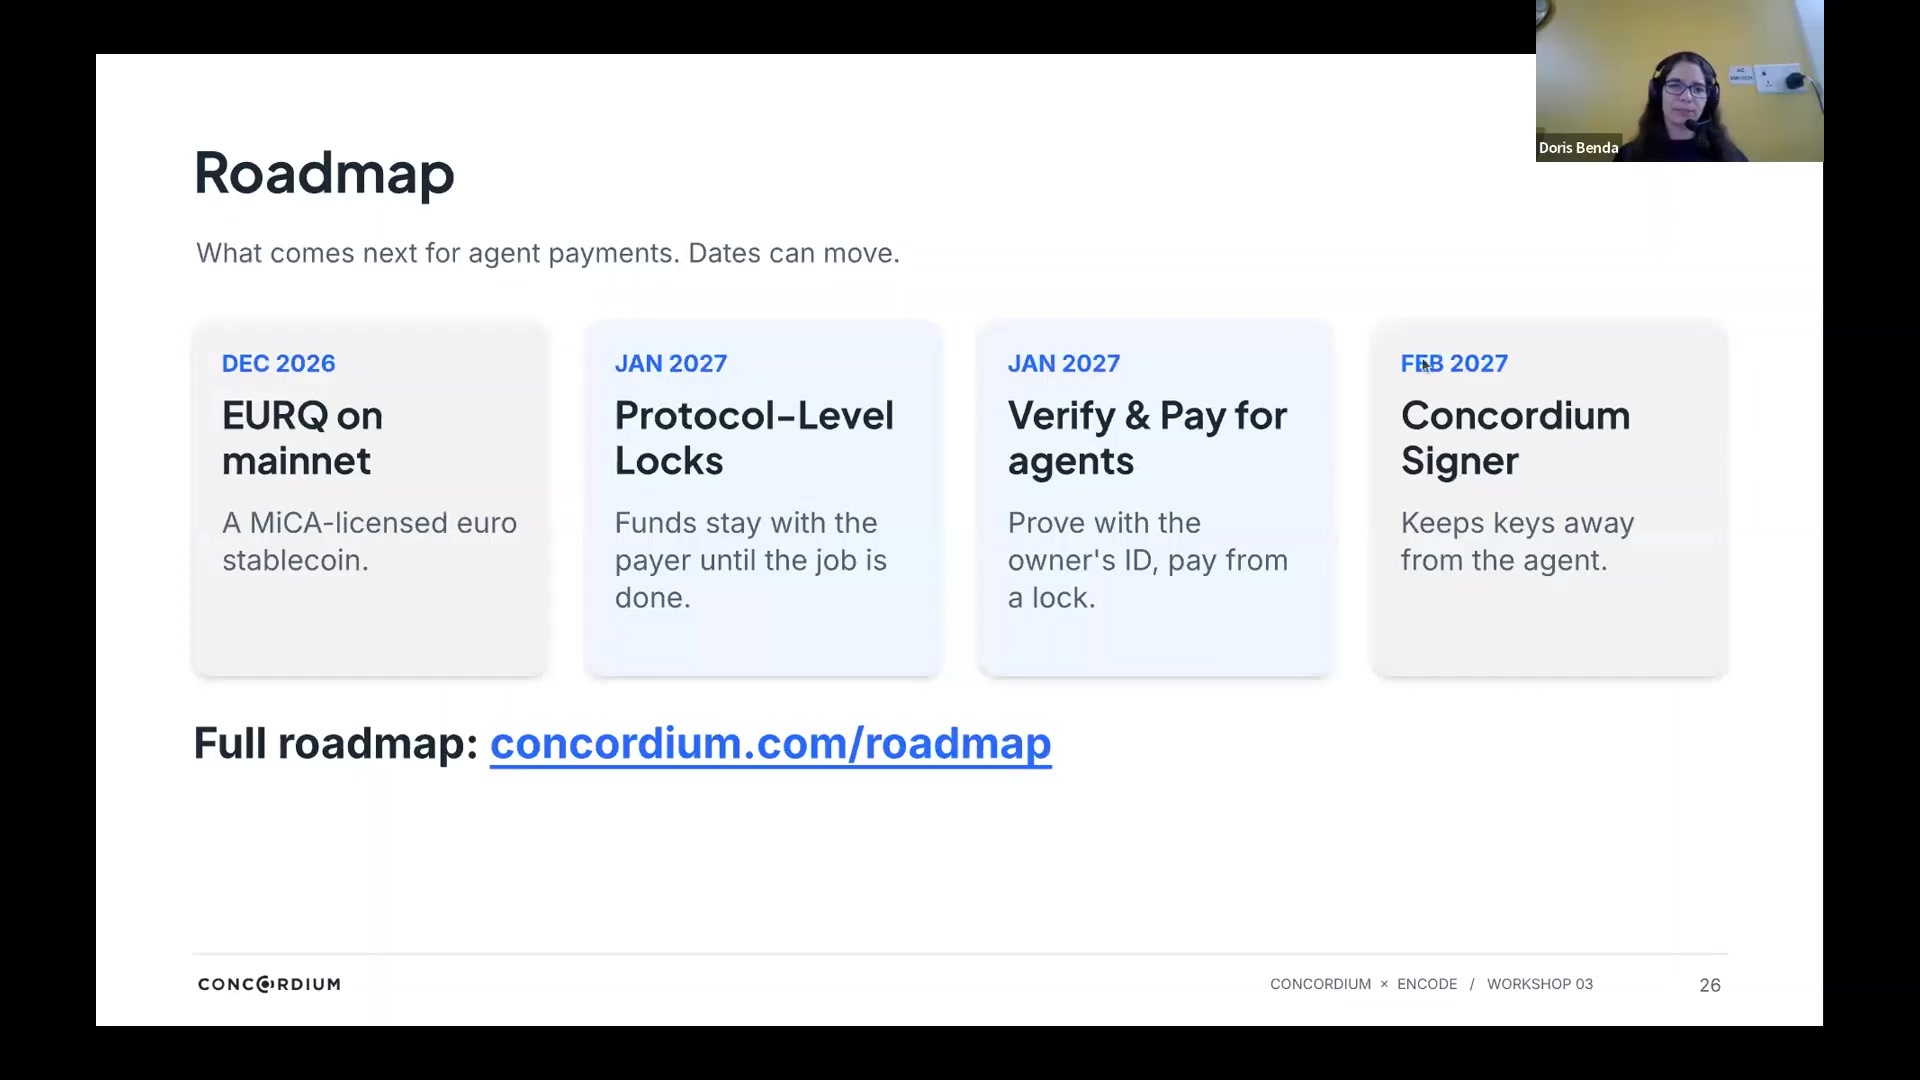 Roadmap
What comes next for agent payments. Dates can move.
DEC 2026
EURQ on
mainnet
A MiCA-licensed euro
stablecoin.
JAN 2027
Protocol-Level
Locks
Funds stay with the
payer until the job is
done.
JAN 2027
Verify & Pay for
agents
Prove with the
owner's ID, pay from
a lock.
FEB 2027
Concordium
Signer
Keeps keys away
from the agent.
Full roadmap: concordium.com/roadmap
CONCORDIUM
CONCORDIUM × ENCODE / WORKSHOP 03
26
Doris Benda
AC
SWITCH